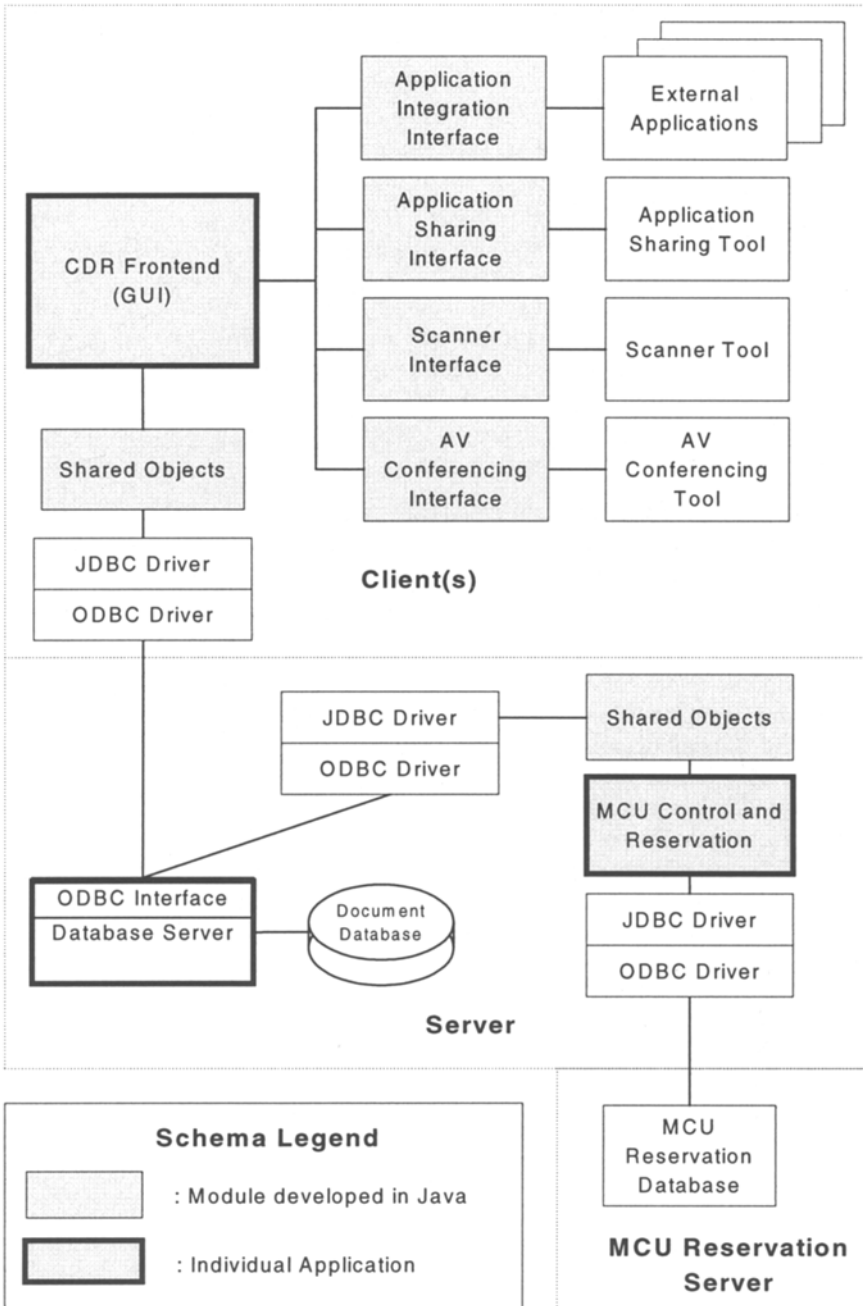 Application
Integration
Interface
External
Applications
CDR Frontend
(GUI)
Application
Sharing
Interface
Application
Sharing Tool
Scanner
Interface
Scanner Tool
AV
Conferencing
Interface
AV
Conferencing
Tool
Shared Objects
JDBC Driver
ODBC Driver
Client(s)
JDBC Driver
ODBC Driver
Shared Objects
MCU Control and
Reservation
ODBC Interface
Database Server
Document
Database
JDBC Driver
ODBC Driver
Server
Schema Legend
: Module developed in Java
: Individual Application
MCU
Reservation
Database
MCU Reservation
Server